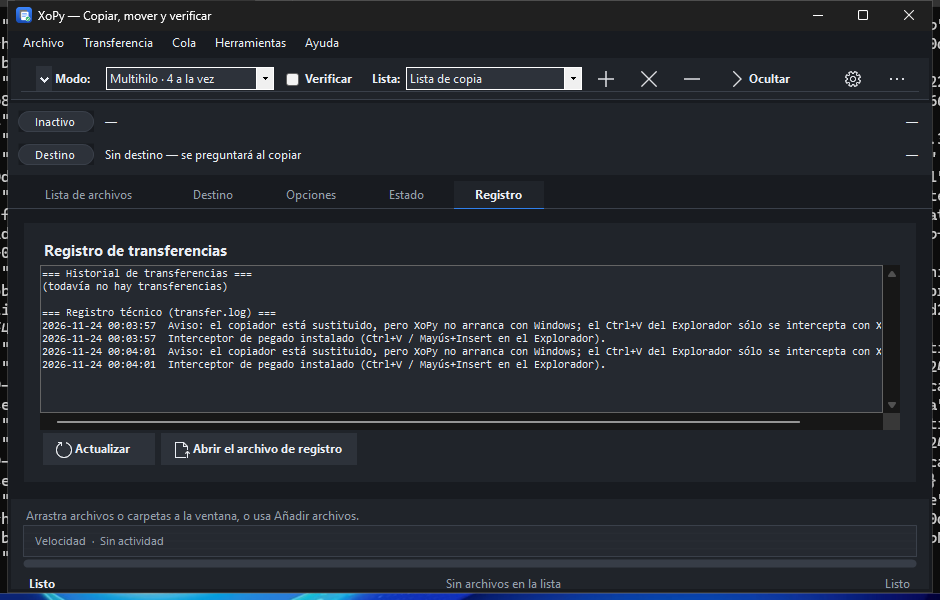 XoPy — Copiar, mover y verificar
Archivo Transferencia Cola Herramientas Ayuda
Modo: Multihilo · 4 a la vez Verificar Lista: Lista de copia Ocultar
Inactivo —
Destino Sin destino — se preguntará al copiar
Lista de archivos Destino Opciones Estado Registro
Registro de transferencias
=== Historial de transferencias ===
(todavía no hay transferencias)
=== Registro técnico (transfer.log) ===
2026-11-24 00:03:57 Aviso: el copiador está sustituido, pero XoPy no arranca con Windows; el Ctrl+V del Explorador sólo se intercepta con X
2026-11-24 00:03:57 Interceptor de pegado instalado (Ctrl+V / Mayús+Insert en el Explorador).
2026-11-24 00:04:01 Aviso: el copiador está sustituido, pero XoPy no arranca con Windows; el Ctrl+V del Explorador sólo se intercepta con X
2026-11-24 00:04:01 Interceptor de pegado instalado (Ctrl+V / Mayús+Insert en el Explorador).
Actualizar Abrir el archivo de registro
Arrastra archivos o carpetas a la ventana, o usa Añadir archivos.
Velocidad · Sin actividad
Listo Sin archivos en la lista Listo